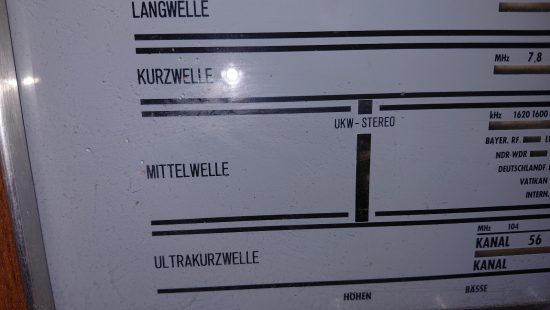 LANGWELLE
MHz 7,8
KURZWELLE
kHz 1620 1600
UKW-STEREO
BAYER. RF.
NDR-WDR
MITTELWELLE
DEUTSCHLANDF.
VATIKAN
INTERN.
MHz 104
KANAL 56
ULTRAKURZWELLE
KANAL
HÖHEN
BÄSSE